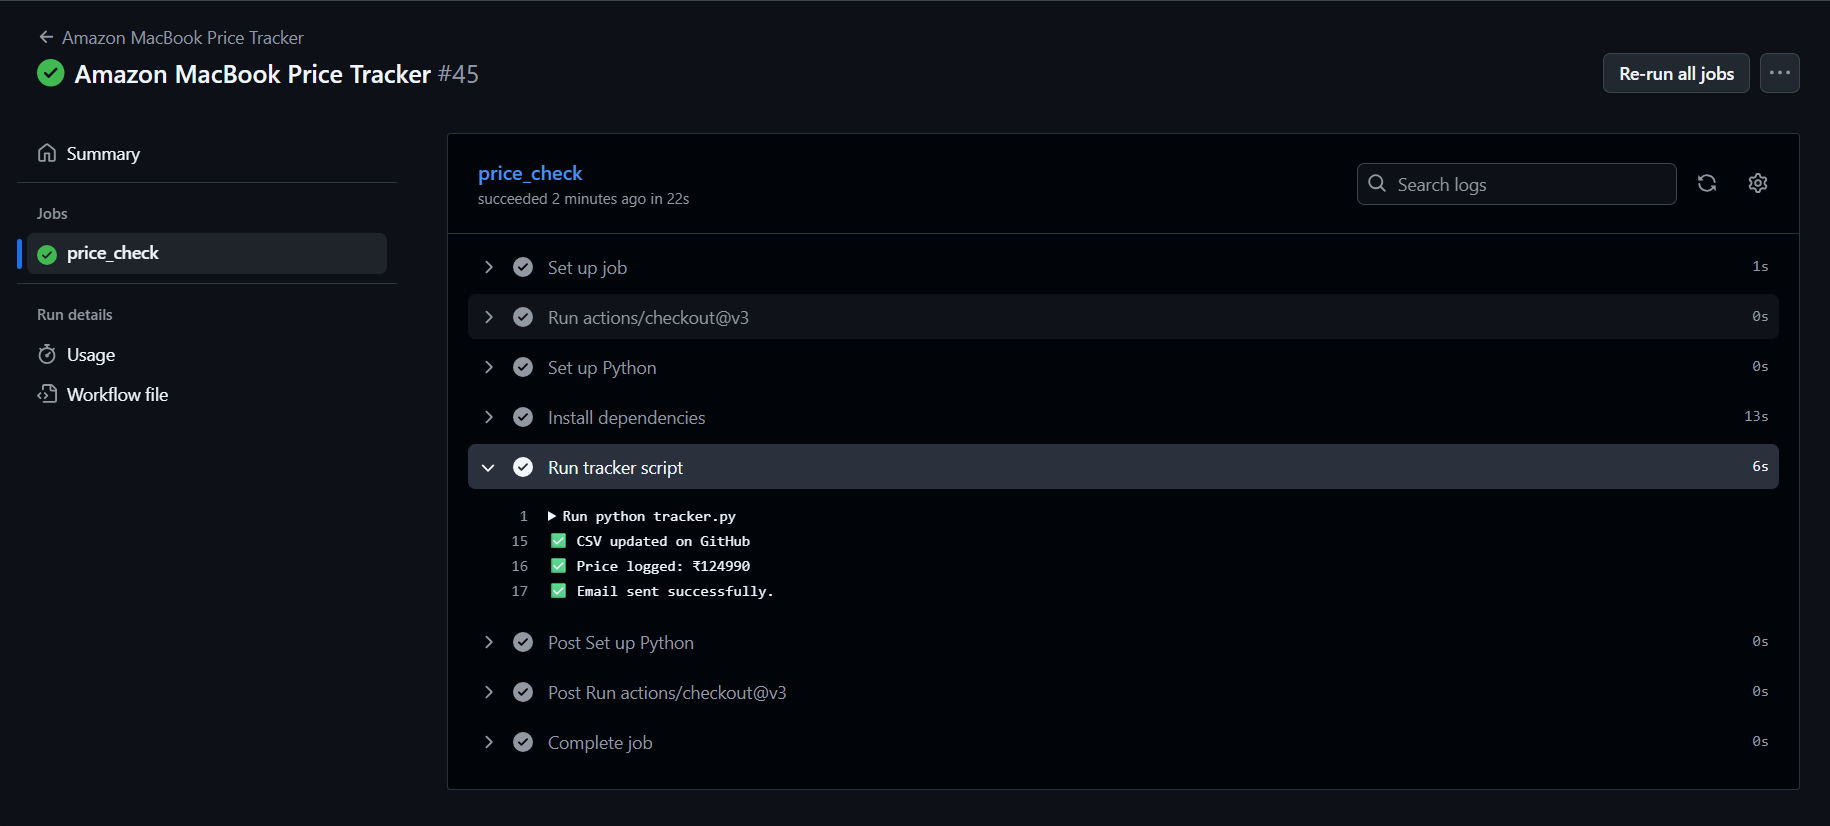 Amazon MacBook Price Tracker
Amazon MacBook Price Tracker #45
Re-run all jobs
Summary
Jobs
price_check
Run details
Usage
Workflow file
price_check
succeeded 2 minutes ago in 22s
Search logs
Set up job 1s
Run actions/checkout@v3 0s
Set up Python 0s
Install dependencies 13s
Run tracker script 6s
1 ▶ Run python tracker.py
15 ✅ CSV updated on GitHub
16 ✅ Price logged: ₹124990
17 ✅ Email sent successfully.
Post Set up Python 0s
Post Run actions/checkout@v3 0s
Complete job 0s